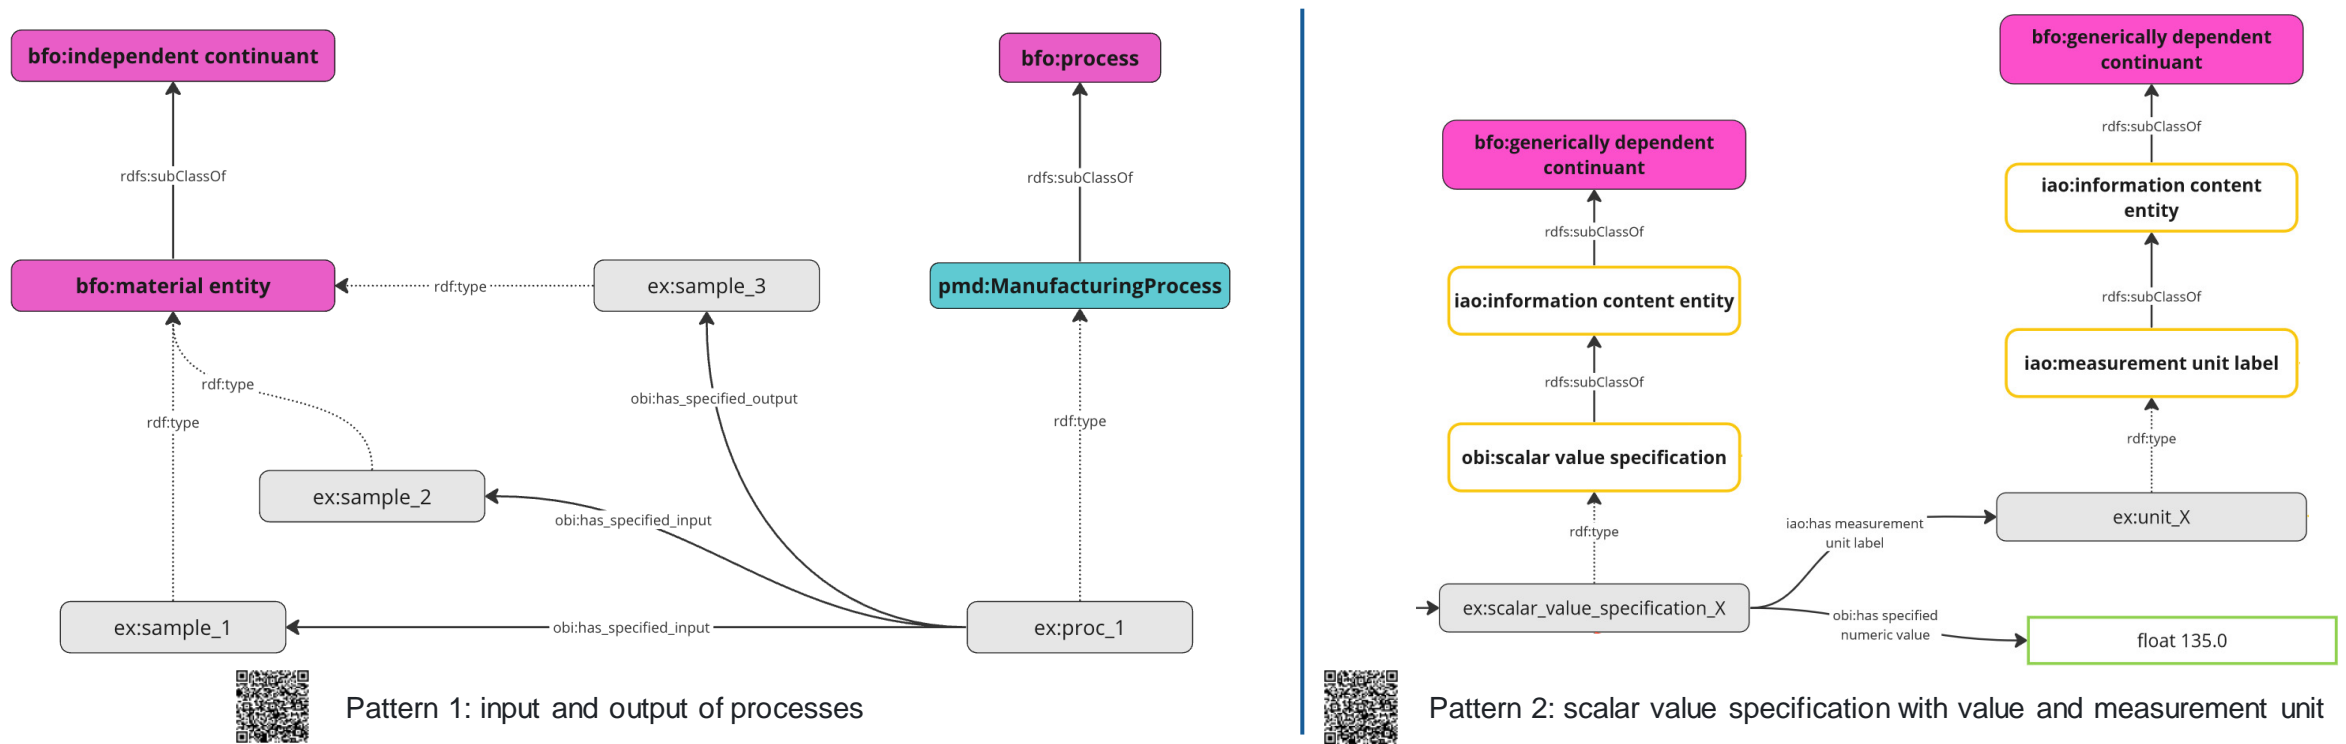 bfo:independent continuant
bfo:process
rdfs:subClassOf
rdfs:subClassOf
bfo:material entity
rdf:type
ex:sample_3
pmd:ManufacturingProcess
rdf:type
obi:has_specified_output
rdf:type
rdf:type
ex:sample_2
obi:has_specified_input
ex:sample_1
obi:has_specified_input
ex:proc_1
Pattern 1: input and output of processes
bfo:generically dependent
continuant
rdfs:subClassOf
bfo:generically dependent
continuant
iao:information content
entity
rdfs:subClassOf
iao:information content entity
rdfs:subClassOf
iao:measurement unit label
rdfs:subClassOf
rdf:type
obi:scalar value specification
rdf:type
iao:has measurement
unit label
ex:unit_X
ex:scalar_value_specification_X
obi:has specified
numeric value
float 135.0
Pattern 2: scalar value specification with value and measurement unit